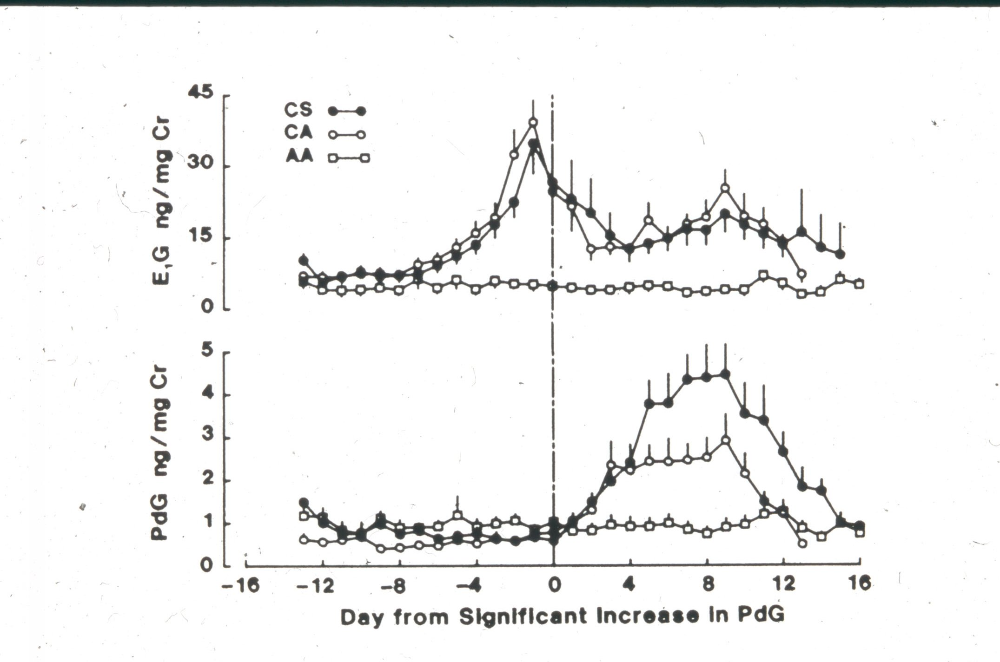 E₁G ng/mg Cr
45
30
15
0
CS
CA
AA
PdG ng/mg Cr
5
4
3
2
1
0
-16 -12 -8 -4 0 4 8 12 16
Day from Significant Increase in PdG